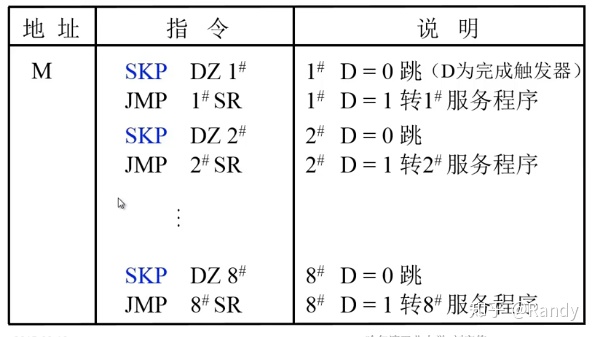 地 址 指 令 说 明
M SKP DZ 1# 1# D = 0 跳（D为完成触发器）
JMP 1# SR 1# D = 1 转1# 服务程序
SKP DZ 2# 2# D = 0 跳
JMP 2# SR 2# D = 1 转2# 服务程序
⋮
SKP DZ 8# 8# D = 0 跳
JMP 8# SR 8# D = 1 转8# 服务程序
知乎 @Randy